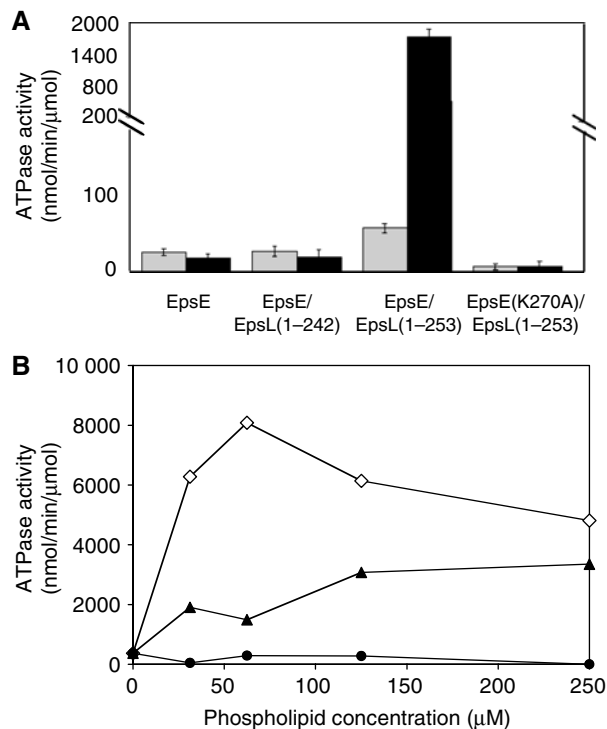 A
ATPase activity
(nmol/min/μmol)
2000
1400
800
200
100
0
EpsE
EpsE/
EpsL(1–242)
EpsE/
EpsL(1–253)
EpsE(K270A)/
EpsL(1–253)
B
ATPase activity
(nmol/min/μmol)
10 000
8000
6000
4000
2000
0
0 50 100 150 200 250
Phospholipid concentration (μM)